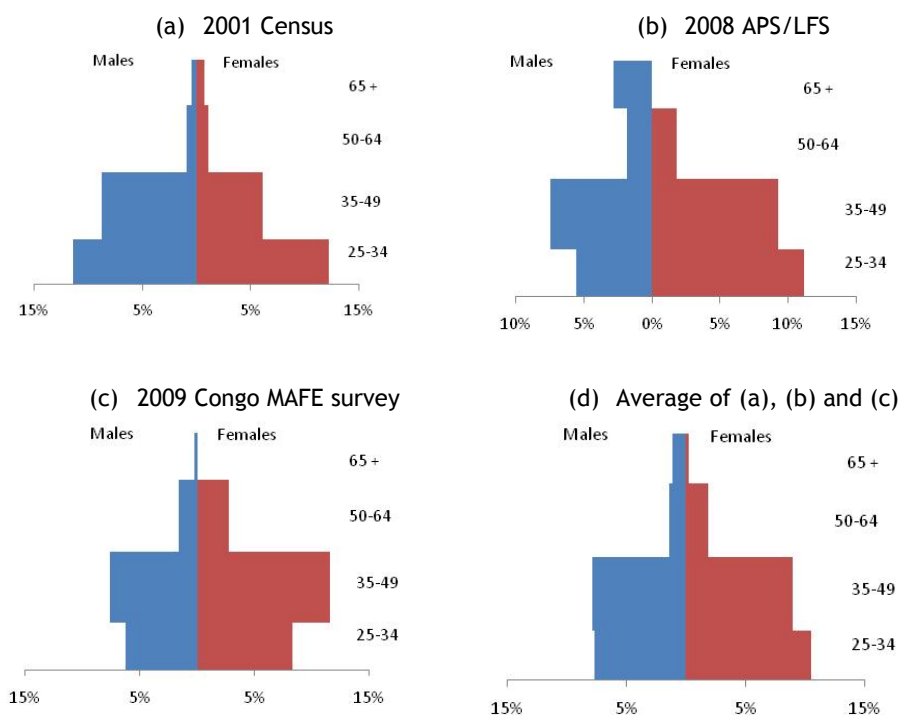 (a) 2001 Census
Males Females
65 +
50-64
35-49
25-34
15% 5% 5% 15%
(b) 2008 APS/LFS
Males Females
65 +
50-64
35-49
25-34
10% 5% 0% 5% 10% 15%
(c) 2009 Congo MAFE survey
Males Females
65 +
50-64
35-49
25-34
15% 5% 5% 15%
(d) Average of (a), (b) and (c)
Males Females
65 +
50-64
35-49
25-34
15% 5% 5% 15%